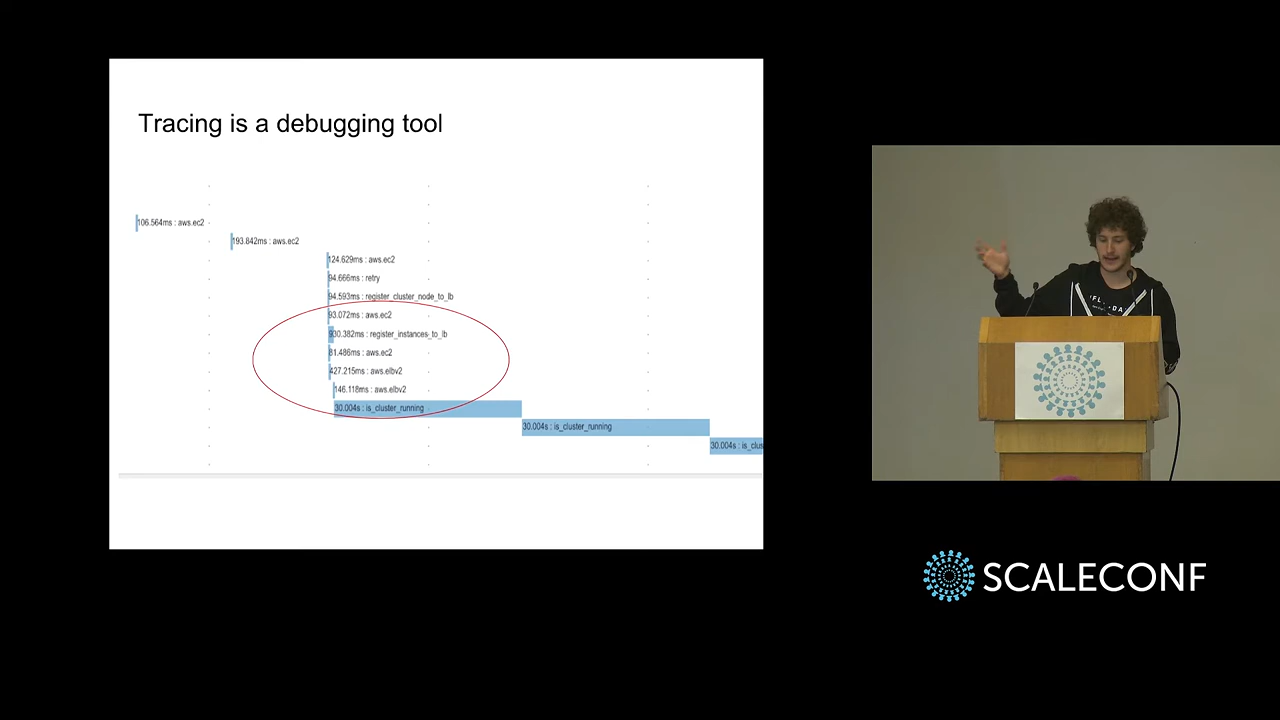 Tracing is a debugging tool
106.564ms : aws.ec2
193.842ms : aws.ec2
124.629ms : aws.ec2
94.666ms : retry
94.593ms : register_cluster_node_to_lb
93.072ms : aws.ec2
930.382ms : register_instances_to_lb
81.486ms : aws.ec2
427.215ms : aws.elbv2
146.118ms : aws.elbv2
30.004s : is_cluster_running
30.004s : is_cluster_running
30.004s : is_clus
SCALECONF